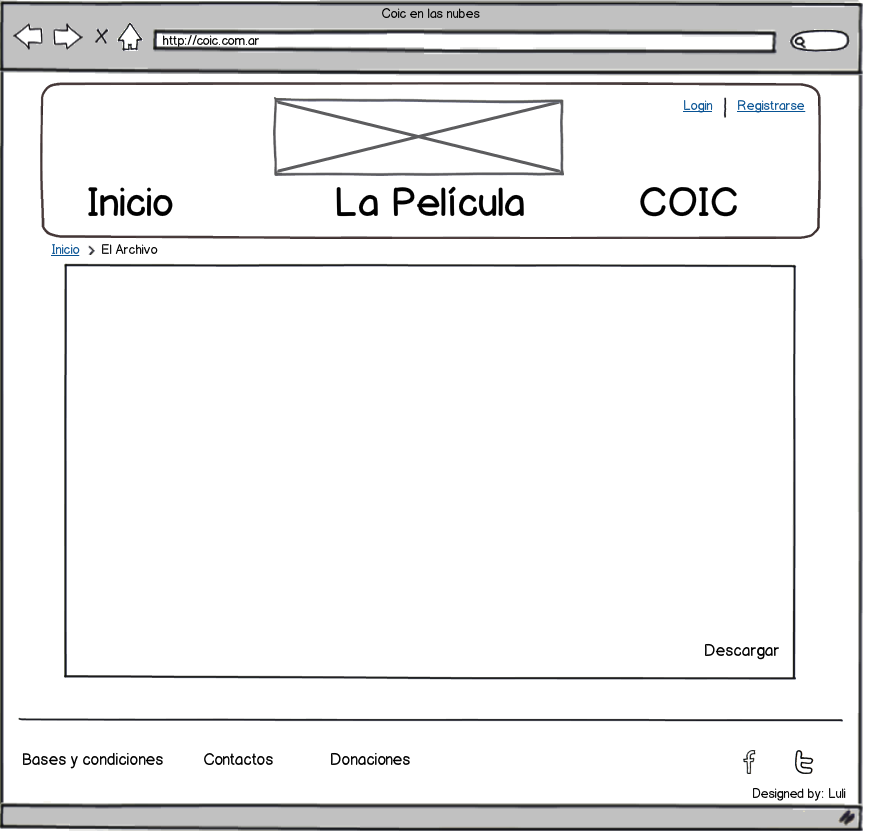 Coic en las nubes
http://coic.com.ar
Login | Registrarse
Inicio La Película COIC
Inicio > El Archivo
Descargar
Bases y condiciones Contactos Donaciones
Designed by: Luli